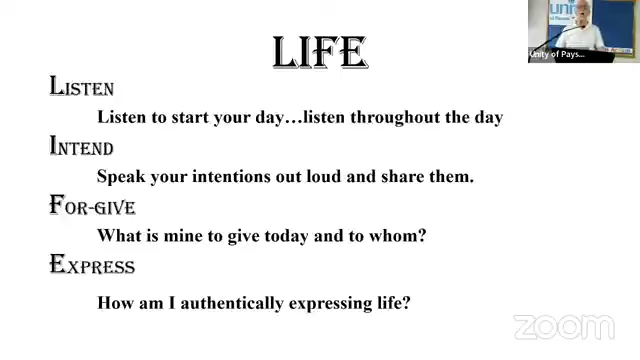 LIFE
LISTEN
Listen to start your day…listen throughout the day
INTEND
Speak your intentions out loud and share them.
FOR-GIVE
What is mine to give today and to whom?
EXPRESS
How am I authentically expressing life?
unit
Unity of Pays...
zoom